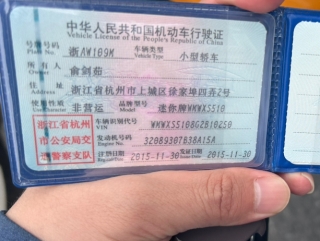 中华人民共和国机动车行驶证
Vehicle License of the People's Republic of China
号牌号码 浙AW109M 车辆类型 小型轿车
Plate No. Vehicle Type
所有人 俞剑茹
Owner
住址 浙江省杭州市上城区徐家埠四弄2号
Address
使用性质 非营运 品牌型号 迷你牌WMWXS510
浙江省杭州 车辆识别代号
VIN
市公安局交 发动机号码
Engine No.
通警察支队 注册日期 2015-11-30 发证日期 2015-11-30